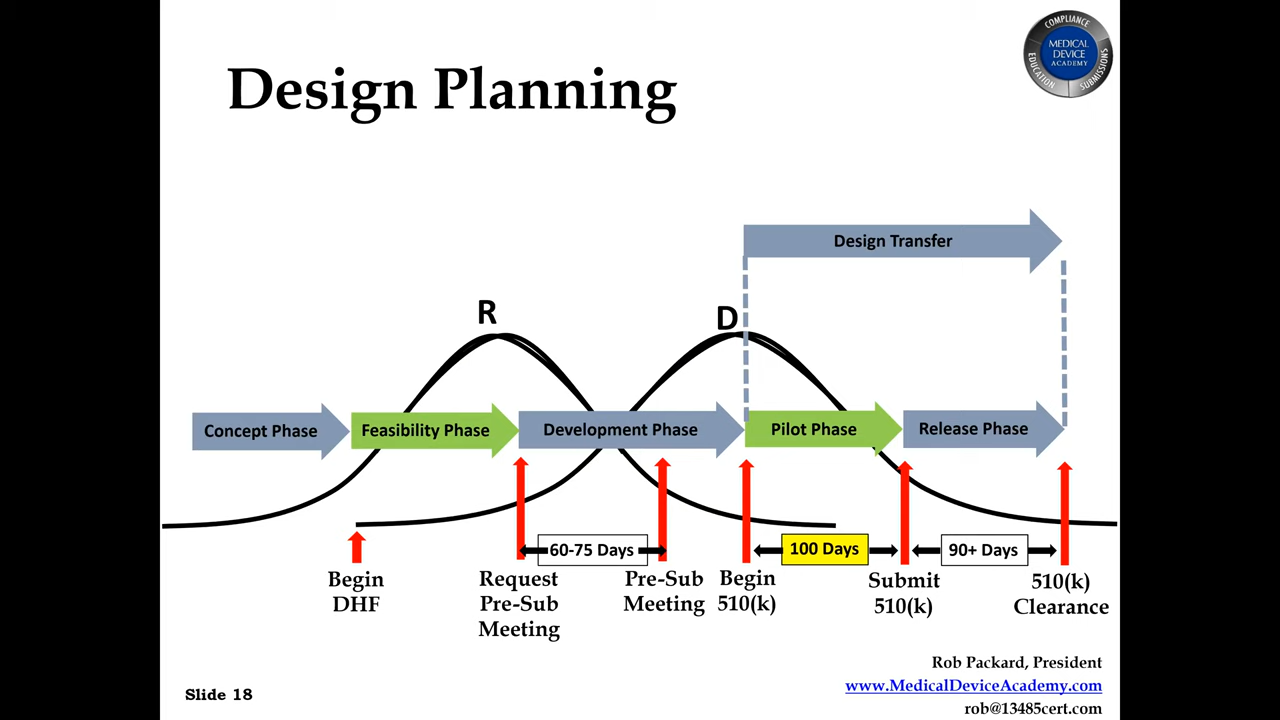 COMPLIANCE
EDUCATION
SUBMISSIONS
MEDICAL
DEVICE
ACADEMY
Design Planning
Design Transfer
R
D
Concept Phase
Feasibility Phase
Development Phase
Pilot Phase
Release Phase
60-75 Days
100 Days
90+ Days
Begin
DHF
Request
Pre-Sub
Meeting
Pre-Sub
Meeting
Begin
510(k)
Submit
510(k)
510(k)
Clearance
Rob Packard, President
www.MedicalDeviceAcademy.com
rob@13485cert.com
Slide 18